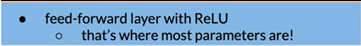 ● feed-forward layer with ReLU
○ that's where most parameters are!